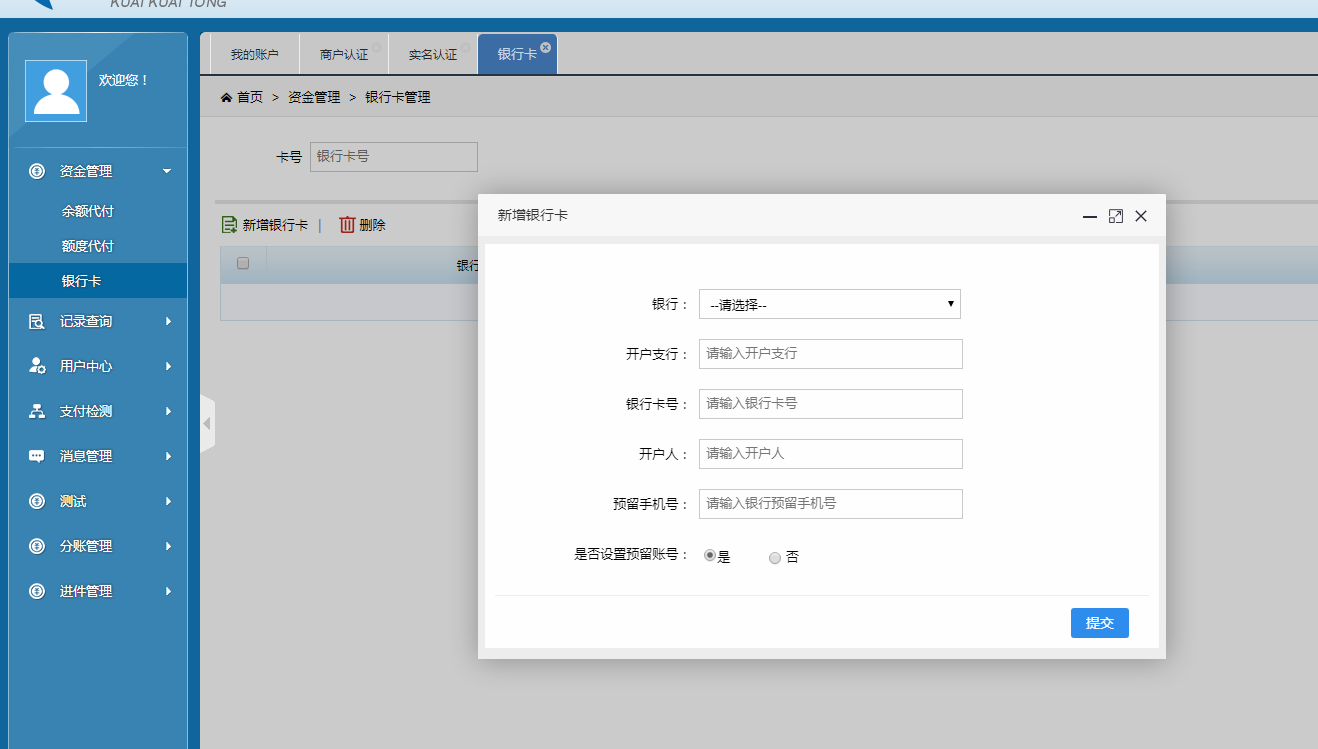 KUAI KUAI TONG
欢迎您！
资金管理
余额代付
额度代付
银行卡
记录查询
用户中心
支付检测
消息管理
测试
分账管理
进件管理
我的账户 商户认证 实名认证 银行卡
首页 > 资金管理 > 银行卡管理
卡号 银行卡号
新增银行卡 | 删除
银行
新增银行卡
银行： --请选择--
开户支行： 请输入开户支行
银行卡号： 请输入银行卡号
开户人： 请输入开户人
预留手机号： 请输入银行预留手机号
是否设置预留账号： 是 否
提交